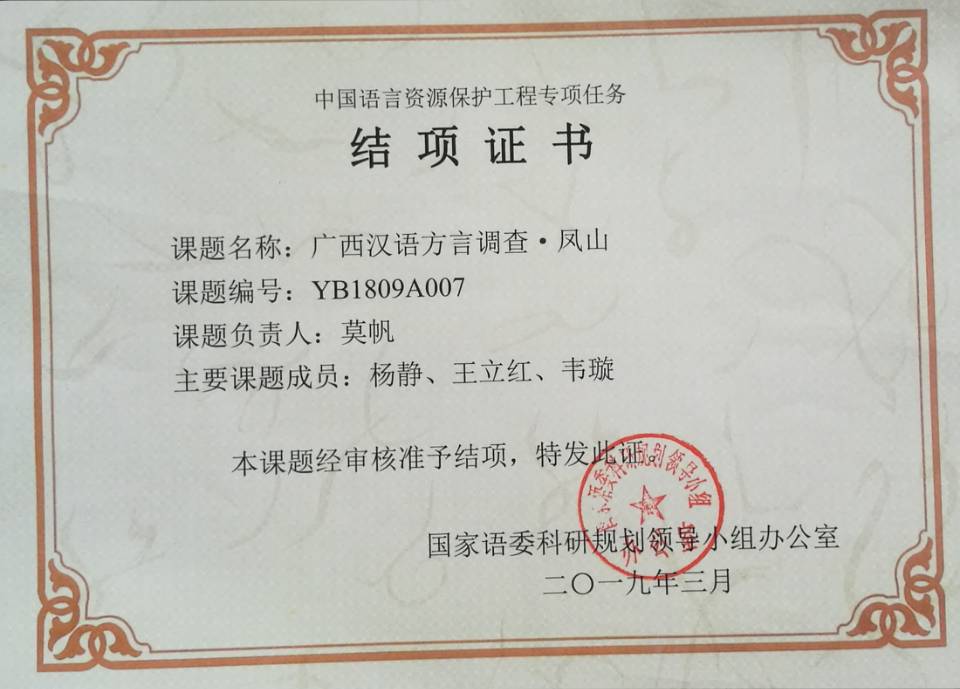 中国语言资源保护工程专项任务
结项证书
课题名称：广西汉语方言调查·凤山
课题编号：YB1809A007
课题负责人：莫帆
主要课题成员：杨静、王立红、韦璇
本课题经审核准予结项，特发此证。
国家语委科研规划领导小组办公室
二〇一九年三月